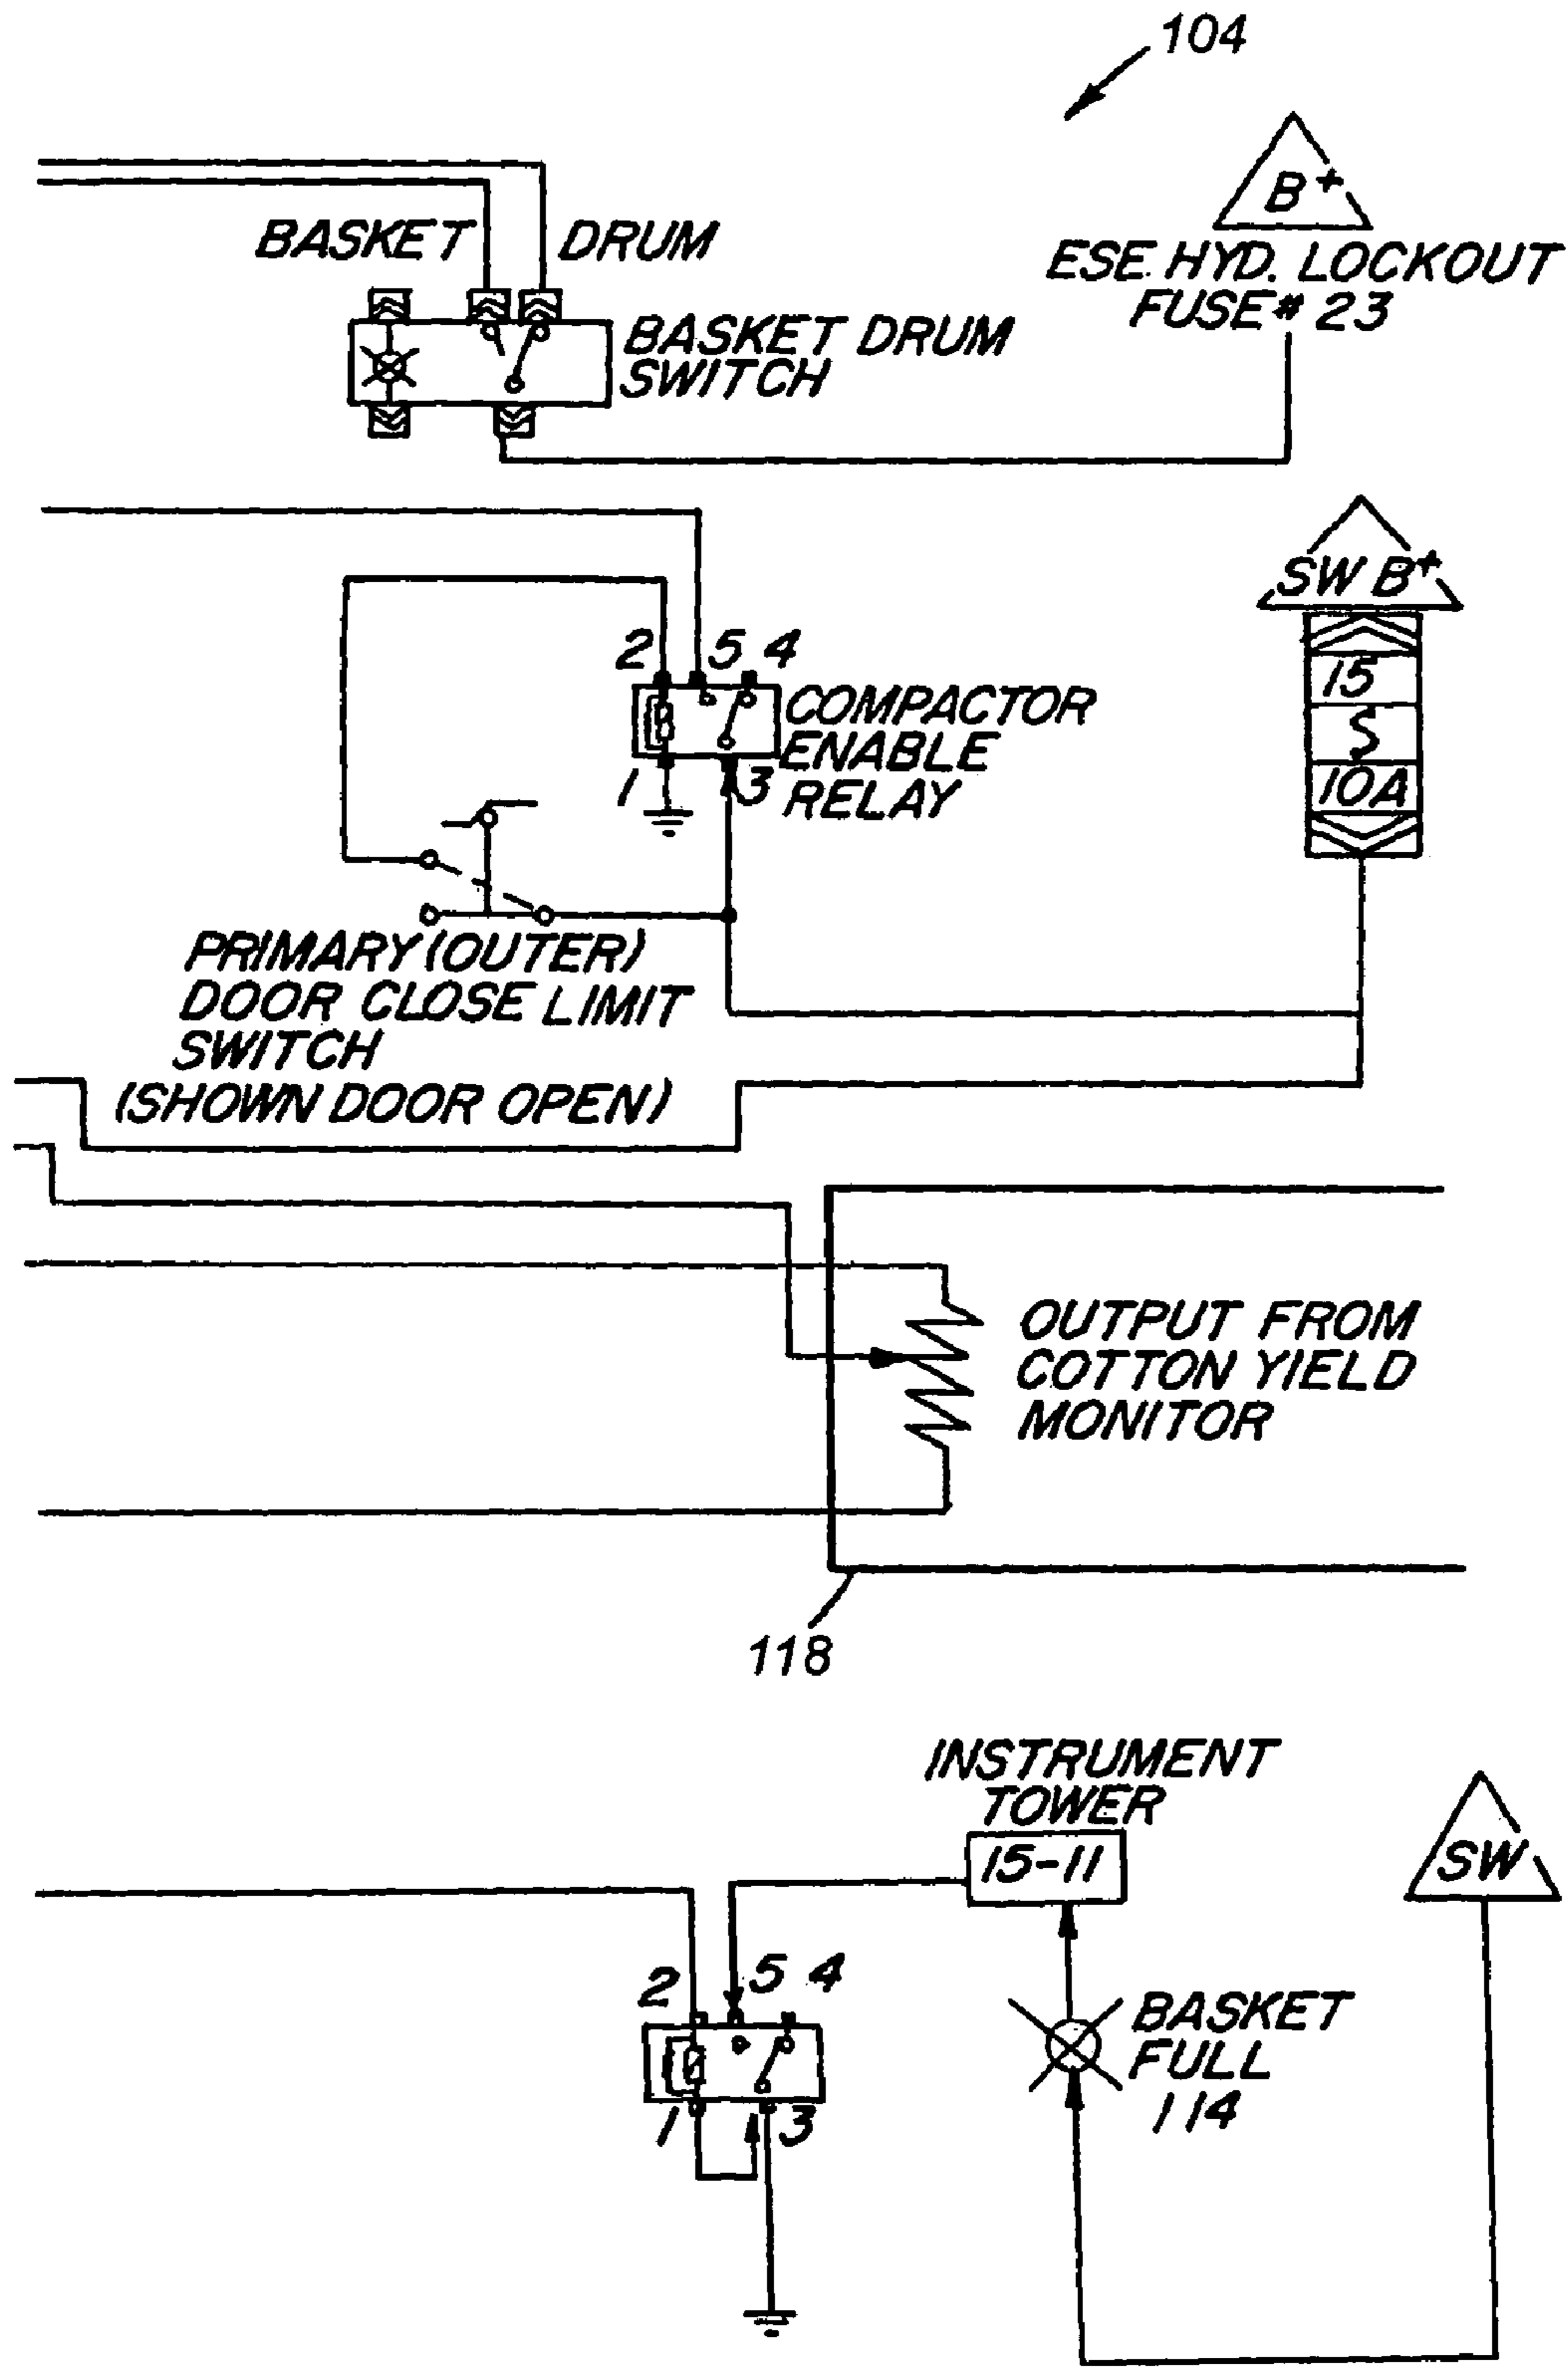 104
B+
ESE HYD. LOCKOUT
FUSE# 23
BASKET DRUM
BASKET DRUM
SWITCH
SW B+
15
10A
2 5 4
COMPACTOR
ENABLE
RELAY
1 3
PRIMARY (OUTER)
DOOR CLOSE LIMIT
SWITCH
(SHOWN DOOR OPEN)
OUTPUT FROM
COTTON YIELD
MONITOR
118
INSTRUMENT
TOWER
15-11
SW
2 5 4
1 3
BASKET
FULL
114